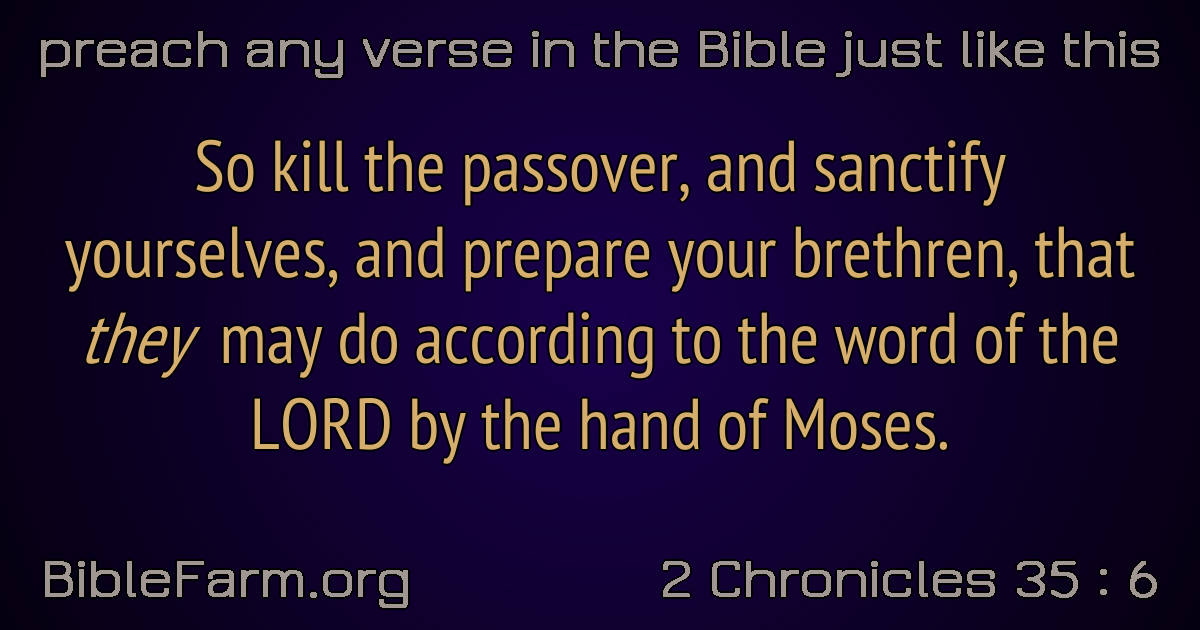 preach any verse in the Bible just like this
So kill the passover, and sanctify
yourselves, and prepare your brethren, that
they may do according to the word of the
LORD by the hand of Moses.
BibleFarm.org
2 Chronicles 35 : 6